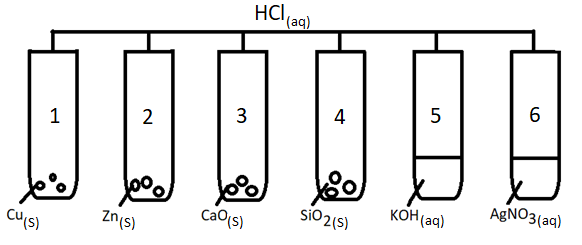 HCl(aq)
1 2 3 4 5 6
Cu(S) Zn(S) CaO(S) SiO2(S) KOH(aq) AgNO3(aq)